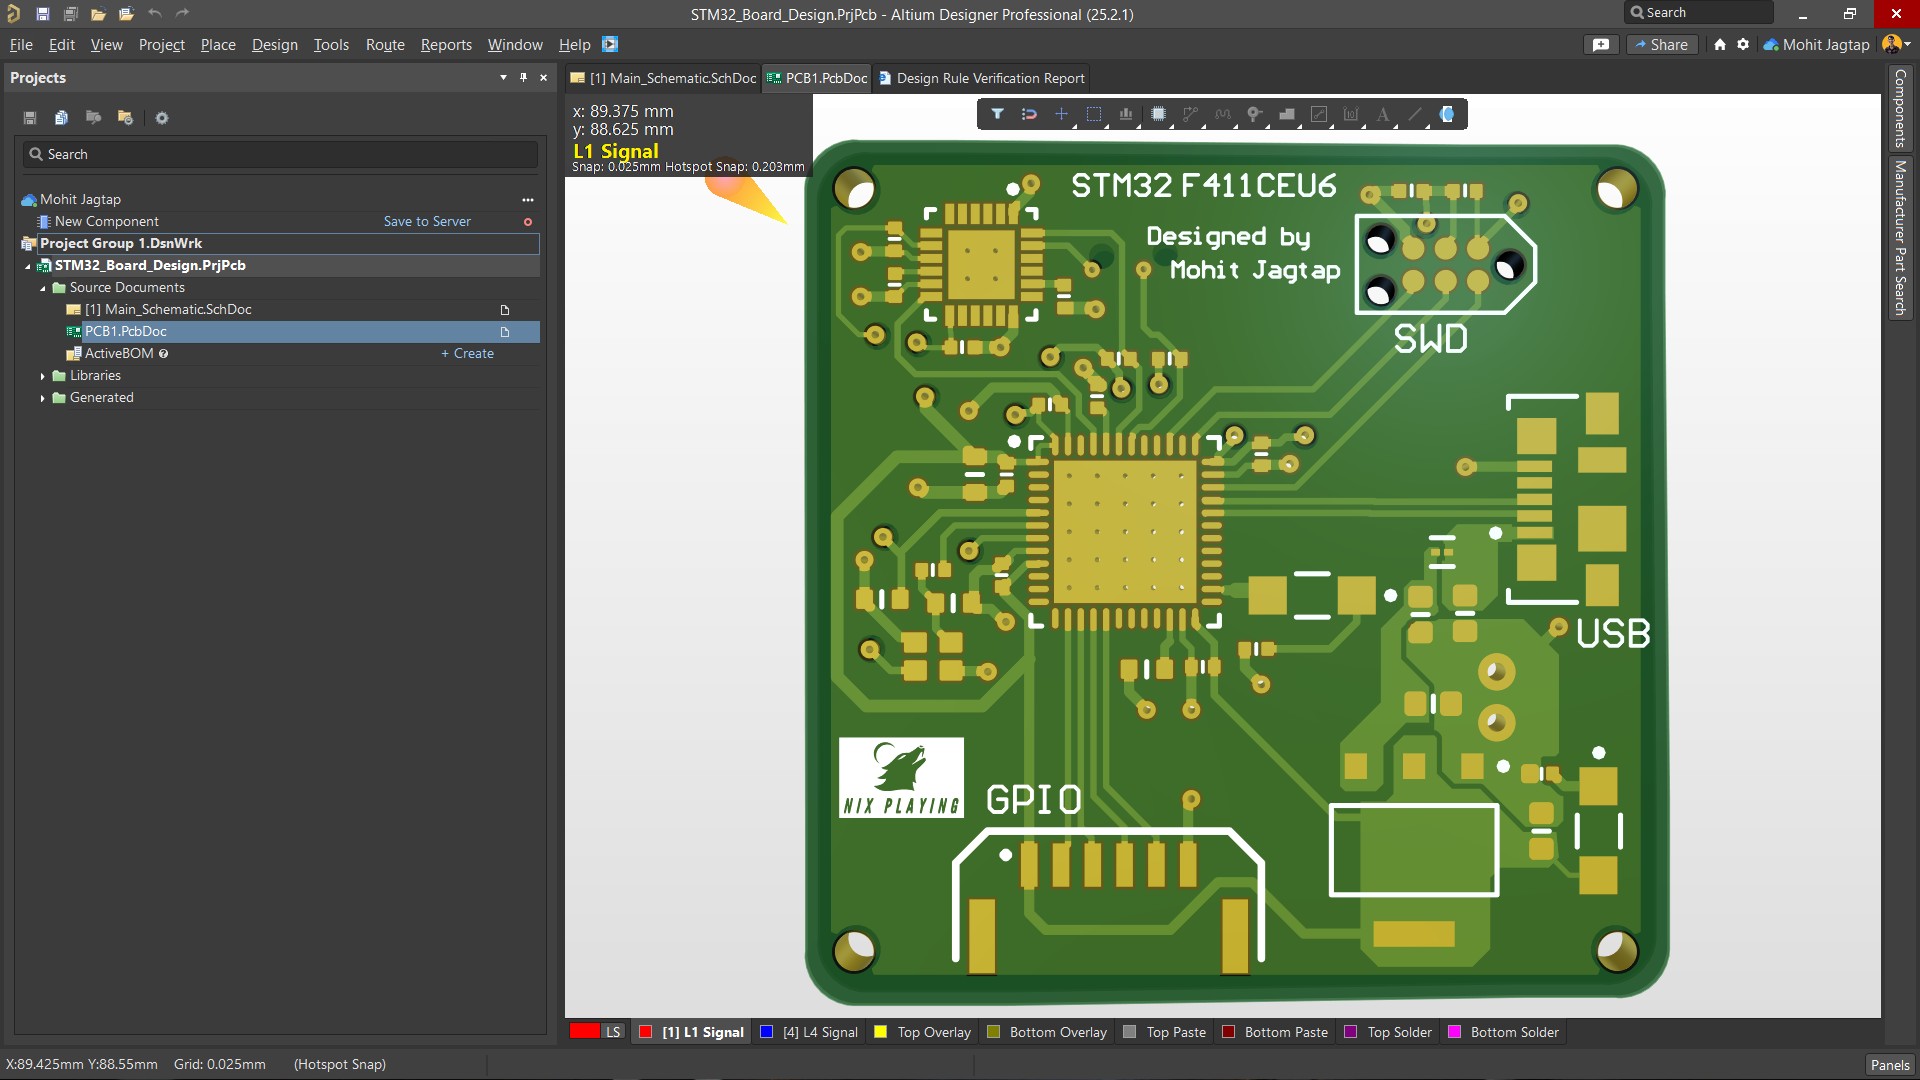 STM32_Board_Design.PrjPcb - Altium Designer Professional (25.2.1)
Search
File Edit View Project Place Design Tools Route Reports Window Help
Share
Mohit Jagtap
Projects
[1] Main_Schematic.SchDoc
PCB1.PcbDoc
Design Rule Verification Report
Components
Manufacturer Part Search
x: 89.375 mm
y: 88.625 mm
L1 Signal
Snap: 0.025mm Hotspot Snap: 0.203mm
Search
Mohit Jagtap
New Component Save to Server
Project Group 1.DsnWrk
STM32_Board_Design.PrjPcb
Source Documents
[1] Main_Schematic.SchDoc
PCB1.PcbDoc
ActiveBOM + Create
Libraries
Generated
STM32 F411CEU6
Designed by
Mohit Jagtap
SWD
USB
NIX PLAYING
GPIO
LS [1] L1 Signal [4] L4 Signal Top Overlay Bottom Overlay Top Paste Bottom Paste Top Solder Bottom Solder
X:89.425mm Y:88.55mm Grid: 0.025mm (Hotspot Snap)
Panels